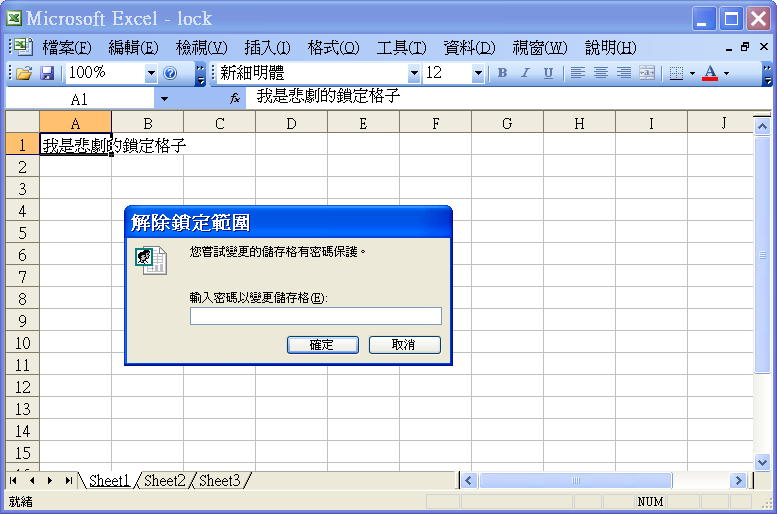 Microsoft Excel - lock
檔案(F) 編輯(E) 檢視(V) 插入(I) 格式(O) 工具(T) 資料(D) 視窗(W) 說明(H)
100% 新細明體 12 B I U A
A1 fx 我是悲劇的鎖定格子
A B C D E F G H I J
1 我是悲劇的鎖定格子
2
3
4
5
6
7
8
9
10
11
12
13
14
15
解除鎖定範圍
您嘗試變更的儲存格有密碼保護。
輸入密碼以變更儲存格(E):
確定 取消
Sheet1 Sheet2 Sheet3
就緒 NUM